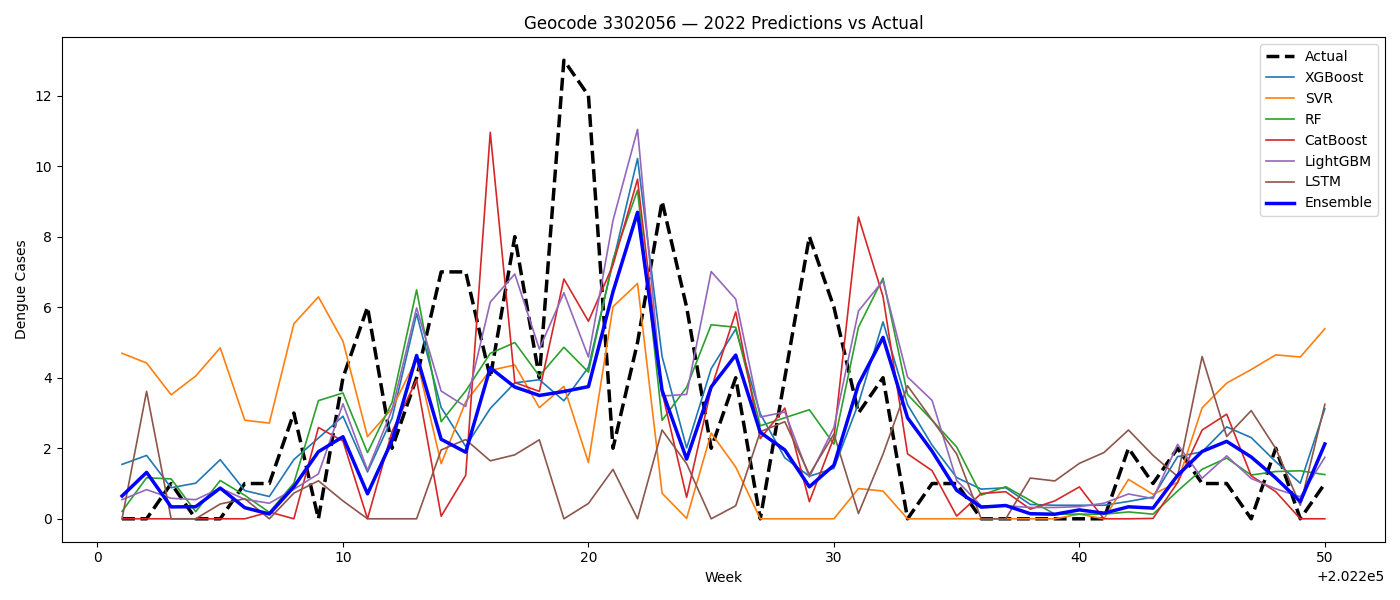 Geocode 3302056 — 2022 Predictions vs Actual
Dengue Cases
12
10
8
6
4
2
0
Actual
XGBoost
SVR
RF
CatBoost
LightGBM
LSTM
Ensemble
0 10 20 30 40 50
Week
+2.022e5